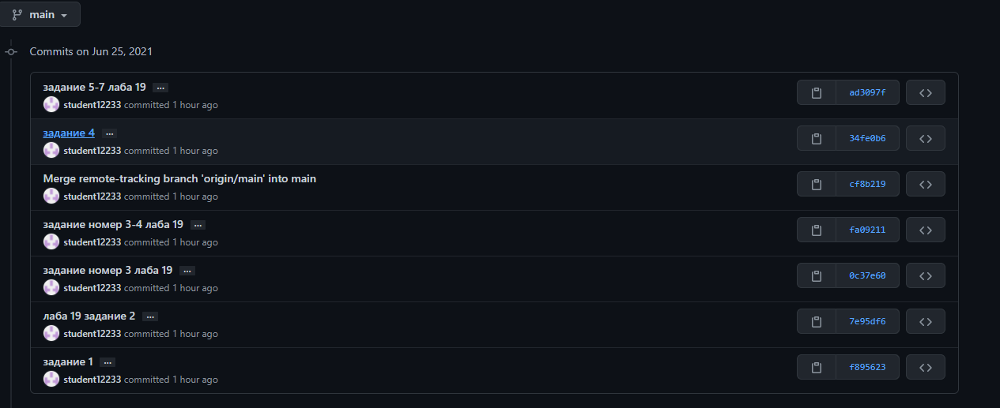 main
Commits on Jun 25, 2021
задание 5-7 лаба 19 ...
student12233 committed 1 hour ago
ad3097f
задание 4 ...
student12233 committed 1 hour ago
34fe0b6
Merge remote-tracking branch 'origin/main' into main
student12233 committed 1 hour ago
cf8b219
задание номер 3-4 лаба 19 ...
student12233 committed 1 hour ago
fa09211
задание номер 3 лаба 19 ...
student12233 committed 1 hour ago
0c37e60
лаба 19 задание 2 ...
student12233 committed 1 hour ago
7e95df6
задание 1 ...
student12233 committed 1 hour ago
f895623